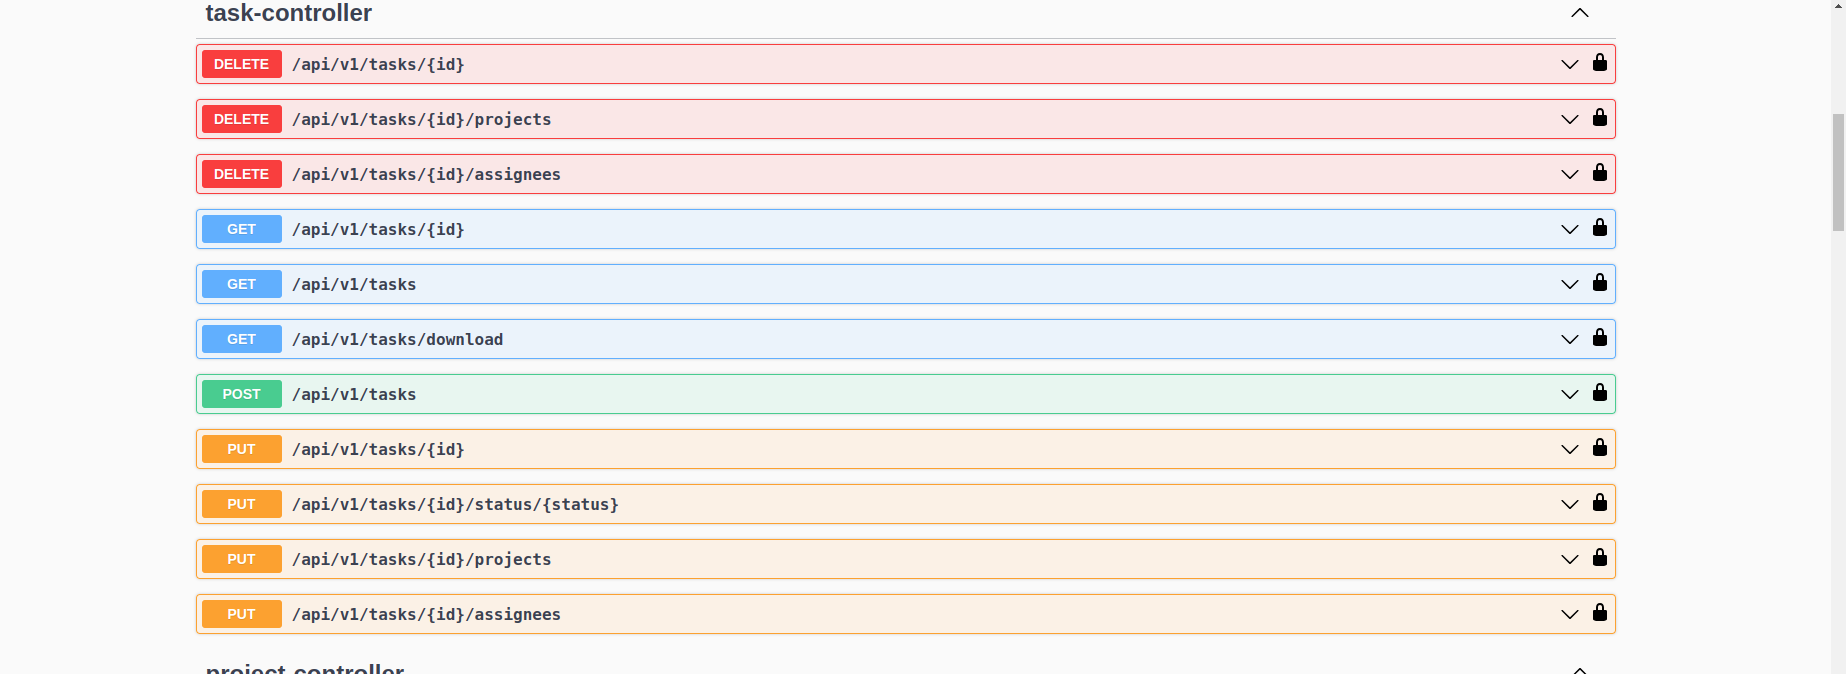 task-controller
DELETE /api/v1/tasks/{id}
DELETE /api/v1/tasks/{id}/projects
DELETE /api/v1/tasks/{id}/assignees
GET /api/v1/tasks/{id}
GET /api/v1/tasks
GET /api/v1/tasks/download
POST /api/v1/tasks
PUT /api/v1/tasks/{id}
PUT /api/v1/tasks/{id}/status/{status}
PUT /api/v1/tasks/{id}/projects
PUT /api/v1/tasks/{id}/assignees
project-controller